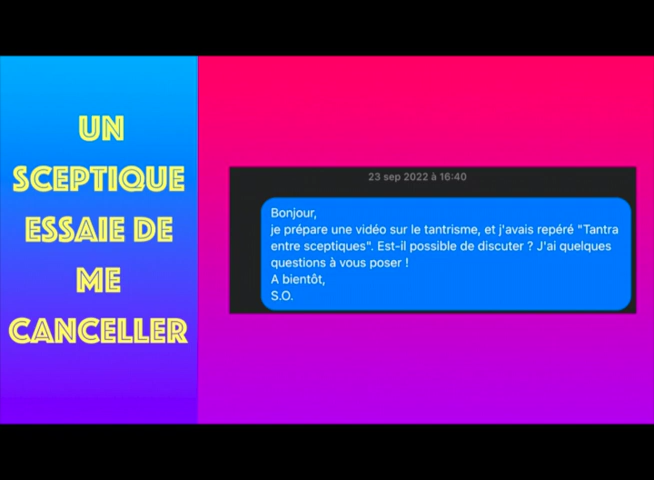 UN
SCEPTIQUE
ESSAIE DE
ME
CANCELLER
23 sep 2022 à 16:40
Bonjour,
je prépare une vidéo sur le tantrisme, et j'avais repéré "Tantra
entre sceptiques". Est-il possible de discuter ? J'ai quelques
questions à vous poser !
A bientôt,
S.O.